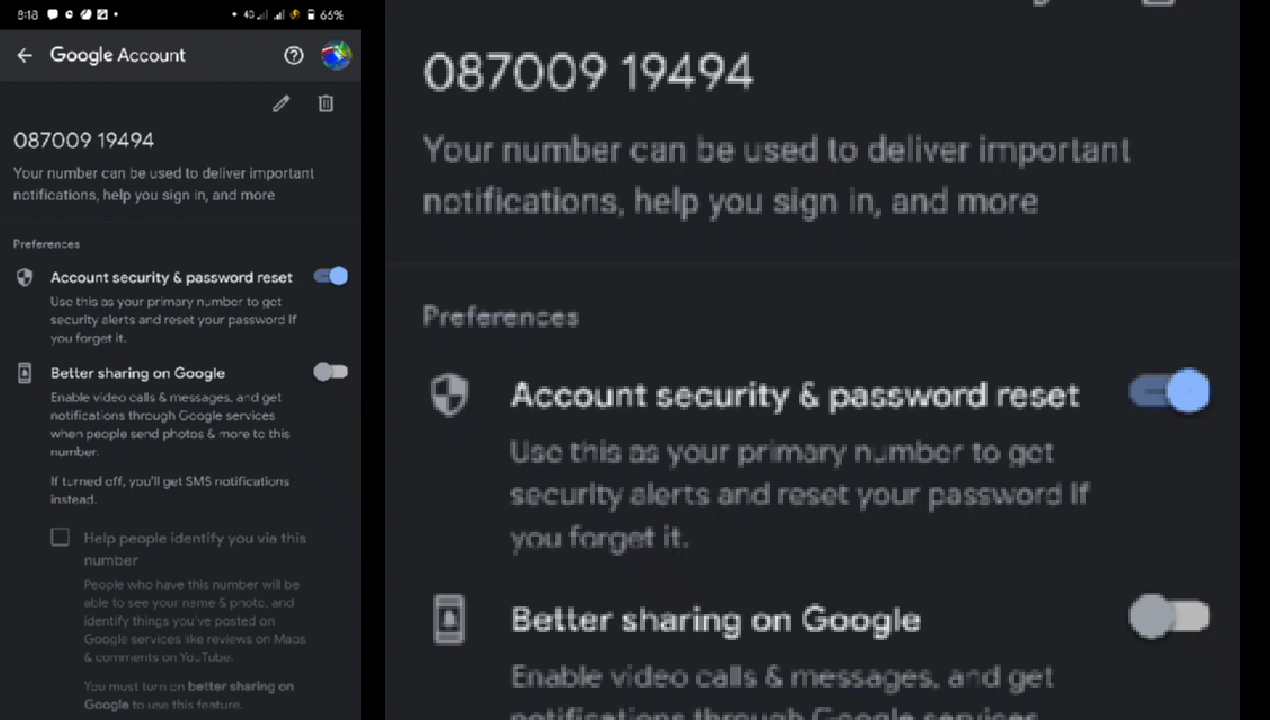 8:18
4G
66%
Google Account
087009 19494
Your number can be used to deliver important
notifications, help you sign in, and more
Preferences
Account security & password reset
Use this as your primary number to get
security alerts and reset your password if
you forget it.
Better sharing on Google
Enable video calls & messages, and get
notifications through Google services
when people send photos & more to this
number.
If turned off, you'll get SMS notifications
instead.
Help people identify you via this
number
People who have this number will be
able to see your name & photo, and
identify things you've posted on
Google services like reviews on Maps
& comments on YouTube.
You must turn on better sharing on
Google to use this feature.
087009 19494
Your number can be used to deliver important
notifications, help you sign in, and more
Preferences
Account security & password reset
Use this as your primary number to get
security alerts and reset your password if
you forget it.
Better sharing on Google
Enable video calls & messages, and get
notifications through Google services